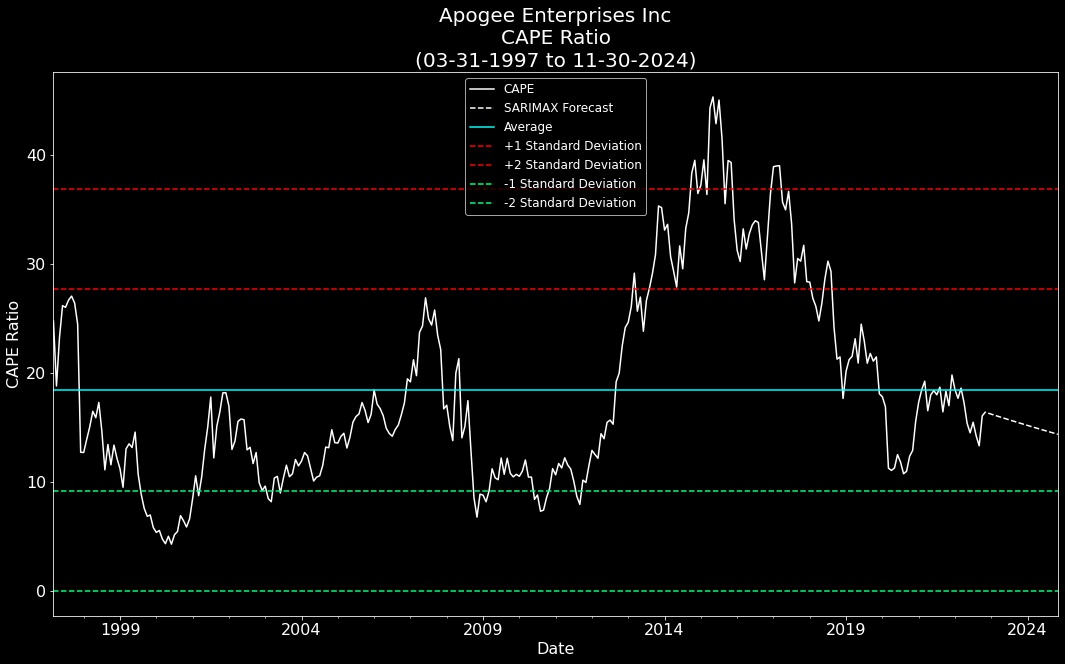 Apogee Enterprises Inc
CAPE Ratio
(03-31-1997 to 11-30-2024)
CAPE
SARIMAX Forecast
Average
+1 Standard Deviation
+2 Standard Deviation
-1 Standard Deviation
-2 Standard Deviation
CAPE Ratio
40
30
20
10
0
1999 2004 2009 2014 2019 2024
Date